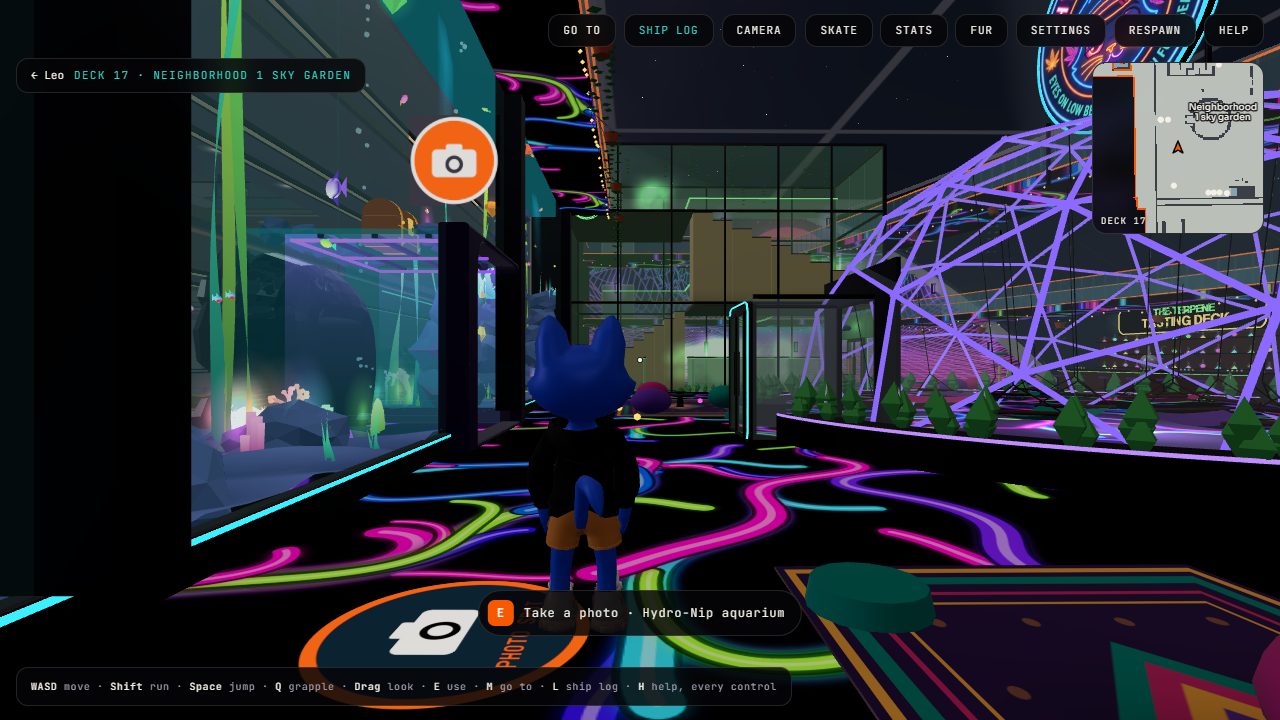 GO TO
SHIP LOG
CAMERA
SKATE
STATS
FUR
SETTINGS
RESPAWN
HELP
← Leo DECK 17 · NEIGHBORHOOD 1 SKY GARDEN
Neighborhood
1 sky garden
DECK 17
THE TERPENE
TASTING DECK
E Take a photo · Hydro-Nip aquarium
PHOTO
WASD move · Shift run · Space jump · Q grapple · Drag look · E use · M go to · L ship log · H help, every control